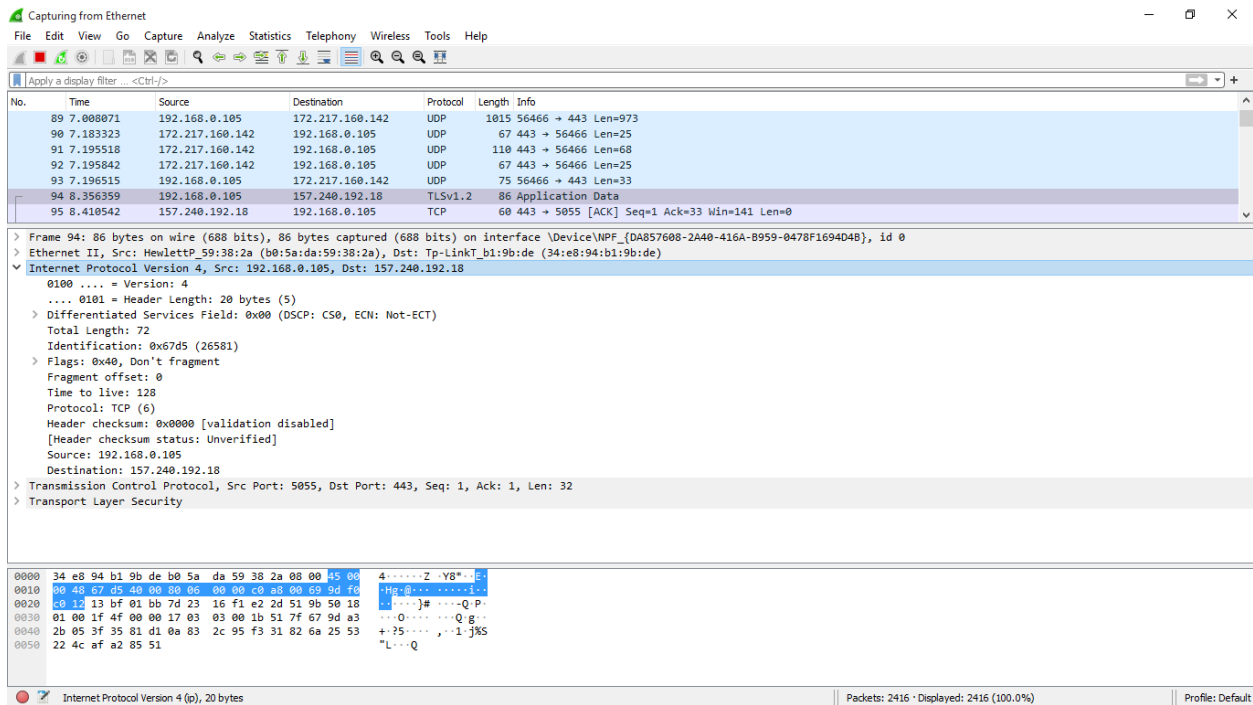 Capturing from Ethernet
File Edit View Go Capture Analyze Statistics Telephony Wireless Tools Help
Apply a display filter ... <Ctrl-/>
No. Time Source Destination Protocol Length Info
89 7.008071 192.168.0.105 172.217.160.142 UDP 1015 56466 → 443 Len=973
90 7.183323 172.217.160.142 192.168.0.105 UDP 67 443 → 56466 Len=25
91 7.195518 172.217.160.142 192.168.0.105 UDP 110 443 → 56466 Len=68
92 7.195842 172.217.160.142 192.168.0.105 UDP 67 443 → 56466 Len=25
93 7.196515 192.168.0.105 172.217.160.142 UDP 75 56466 → 443 Len=33
94 8.356359 192.168.0.105 157.240.192.18 TLSv1.2 86 Application Data
95 8.410542 157.240.192.18 192.168.0.105 TCP 60 443 → 5055 [ACK] Seq=1 Ack=33 Win=141 Len=0
Frame 94: 86 bytes on wire (688 bits), 86 bytes captured (688 bits) on interface \Device\NPF_{DA857608-2A40-416A-B959-0478F1694D4B}, id 0
Ethernet II, Src: HewlettP_59:38:2a (b0:5a:da:59:38:2a), Dst: Tp-LinkT_b1:9b:de (34:e8:94:b1:9b:de)
Internet Protocol Version 4, Src: 192.168.0.105, Dst: 157.240.192.18
0100 .... = Version: 4
.... 0101 = Header Length: 20 bytes (5)
Differentiated Services Field: 0x00 (DSCP: CS0, ECN: Not-ECT)
Total Length: 72
Identification: 0x67d5 (26581)
Flags: 0x40, Don't fragment
Fragment offset: 0
Time to live: 128
Protocol: TCP (6)
Header checksum: 0x0000 [validation disabled]
[Header checksum status: Unverified]
Source: 192.168.0.105
Destination: 157.240.192.18
Transmission Control Protocol, Src Port: 5055, Dst Port: 443, Seq: 1, Ack: 1, Len: 32
Transport Layer Security
0000 34 e8 94 b1 9b de b0 5a da 59 38 2a 08 00 45 00 4······Z ·Y8*··E·
0010 00 48 67 d5 40 00 80 06 00 00 c0 a8 00 69 9d f0 ·Hg·@··· ·····i··
0020 c0 12 13 bf 01 bb 7d 23 16 f1 e2 2d 51 9b 50 18 ······}# ···-Q·P·
0030 01 00 1f 4f 00 00 17 03 03 00 1b 51 7f 67 9d a3 ···O···· ···Q·g··
0040 2b 05 3f 35 81 d1 0a 83 2c 95 f3 31 82 6a 25 53 +·?5···· ,··1·j%S
0050 22 4c af a2 85 51 "L···Q
Internet Protocol Version 4 (ip), 20 bytes Packets: 2416 · Displayed: 2416 (100.0%) Profile: Default